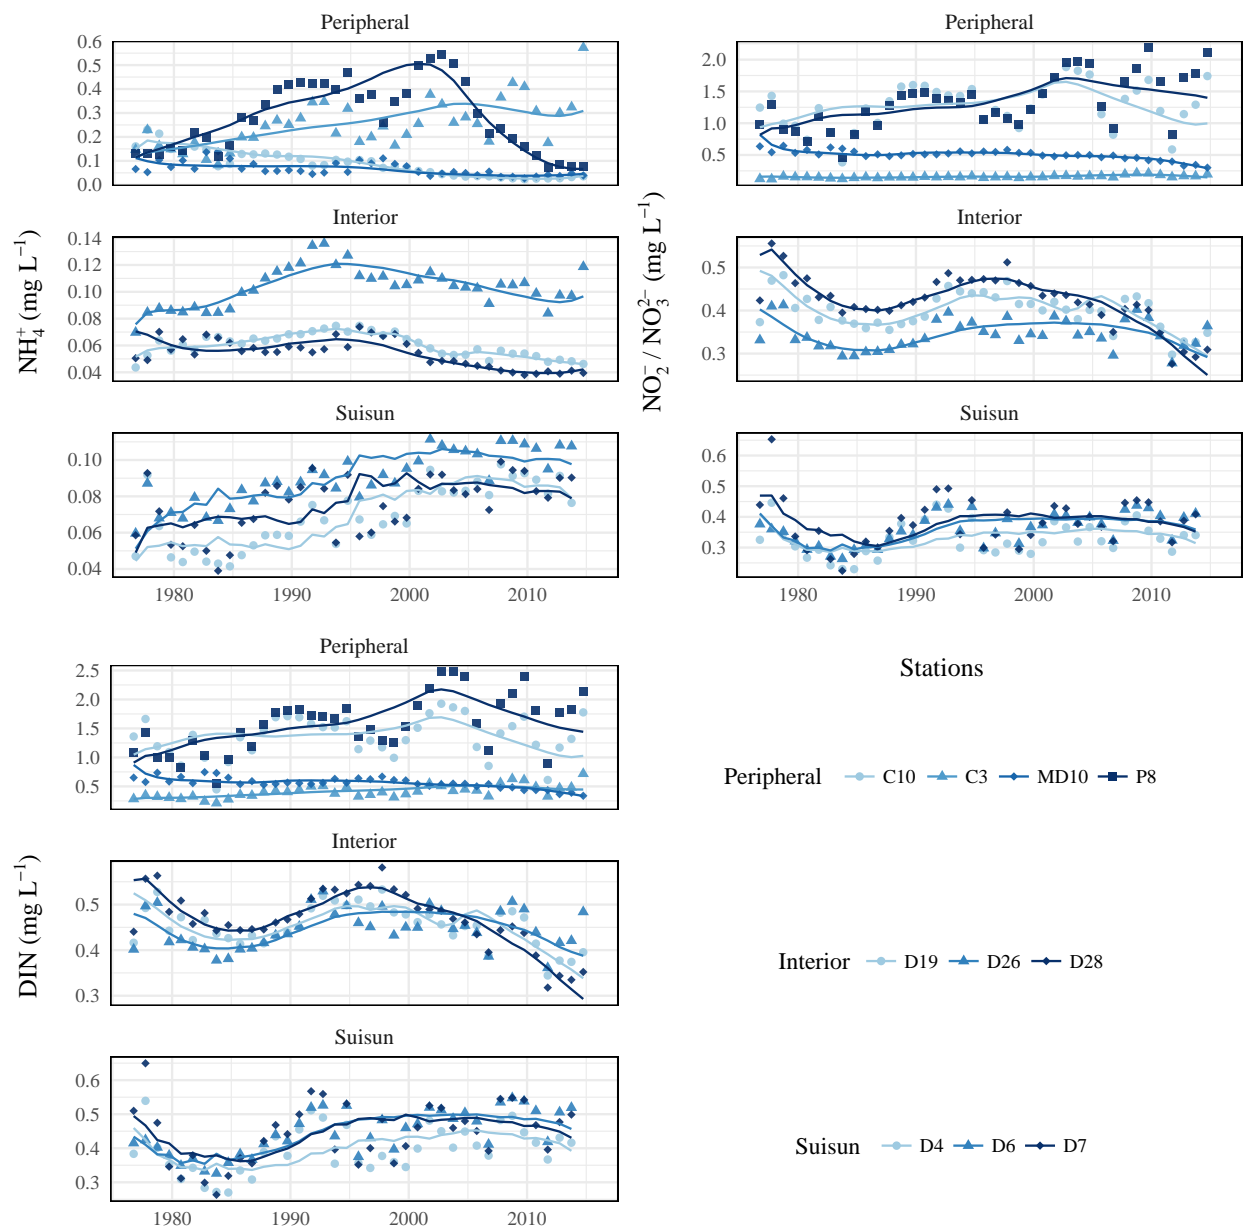 Peripheral
0.6
0.5
0.4
0.3
0.2
0.1
0.0
Interior
0.14
0.12
0.10
0.08
0.06
0.04
NH₄⁺ (mg L⁻¹)
Suisun
0.10
0.08
0.06
0.04
1980 1990 2000 2010
Peripheral
2.0
1.5
1.0
0.5
Interior
0.5
0.4
0.3
NO₂⁻ / NO₃²⁻ (mg L⁻¹)
Suisun
0.6
0.5
0.4
0.3
1980 1990 2000 2010
Peripheral
2.5
2.0
1.5
1.0
0.5
Interior
0.5
0.4
0.3
DIN (mg L⁻¹)
Suisun
0.6
0.5
0.4
0.3
1980 1990 2000 2010
Stations
Peripheral C10 C3 MD10 P8
Interior D19 D26 D28
Suisun D4 D6 D7